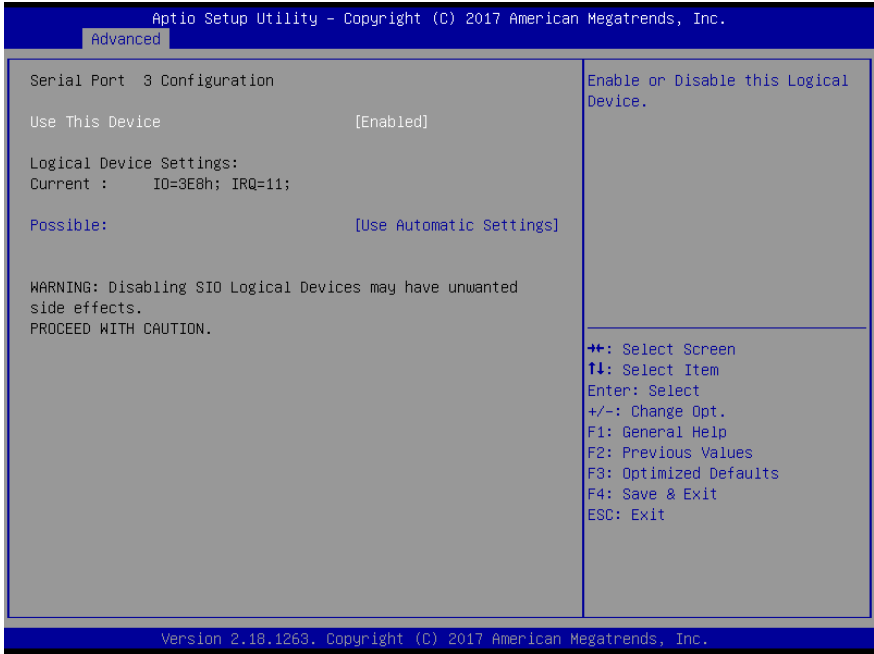 Aptio Setup Utility – Copyright (C) 2017 American Megatrends, Inc.
Advanced
Serial Port 3 Configuration
Use This Device [Enabled]
Logical Device Settings:
Current : IO=3E8h; IRQ=11;
Possible: [Use Automatic Settings]
WARNING: Disabling SIO Logical Devices may have unwanted
side effects.
PROCEED WITH CAUTION.
Enable or Disable this Logical
Device.
→←: Select Screen
↑↓: Select Item
Enter: Select
+/-: Change Opt.
F1: General Help
F2: Previous Values
F3: Optimized Defaults
F4: Save & Exit
ESC: Exit
Version 2.18.1263. Copyright (C) 2017 American Megatrends, Inc.